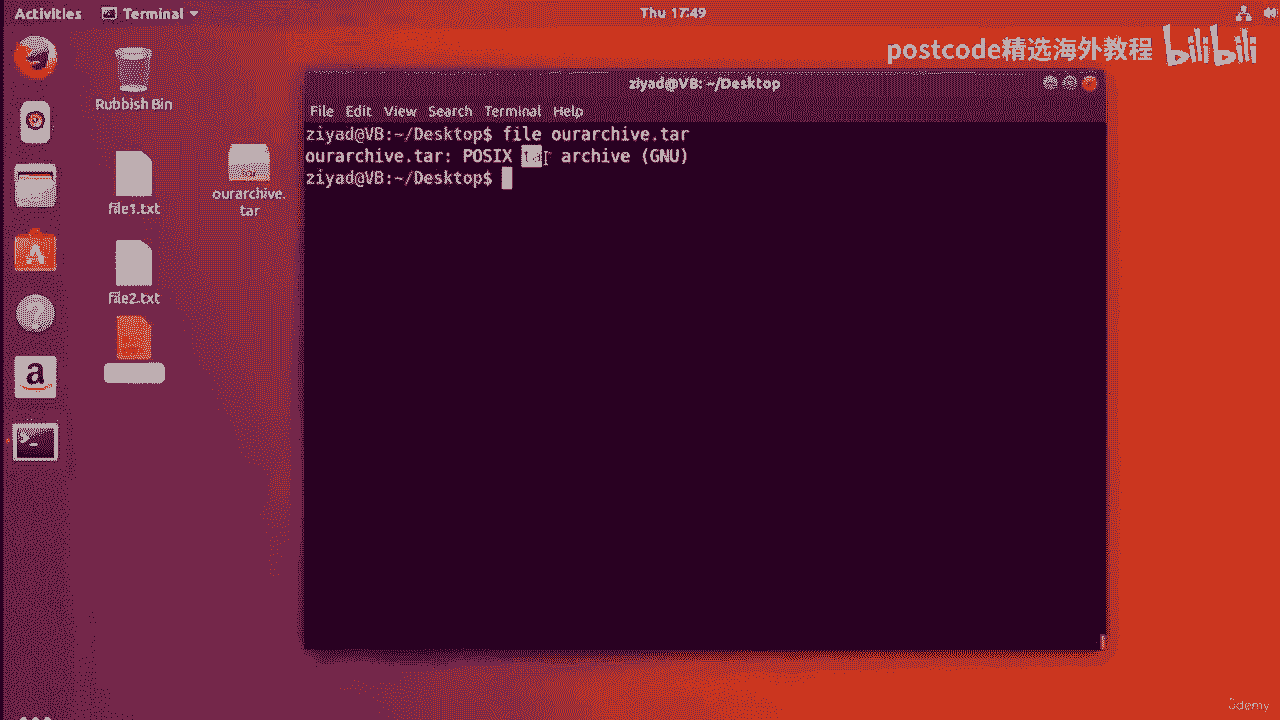 Activities Terminal Thu 17:49
postcode精选海外教程 bilibili
Rubbish Bin
ziyad@VB: ~/Desktop
File Edit View Search Terminal Help
ziyad@VB:~/Desktop$ file ourarchive.tar
ourarchive.tar: POSIX tar archive (GNU)
ziyad@VB:~/Desktop$
file1.txt
ourarchive.
tar
file2.txt
a
Udemy